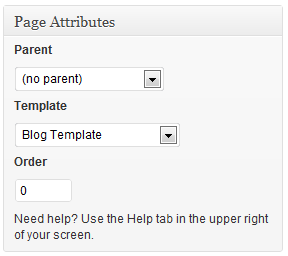 Page Attributes
Parent
(no parent)
Template
Blog Template
Order
0
Need help? Use the Help tab in the upper right
of your screen.